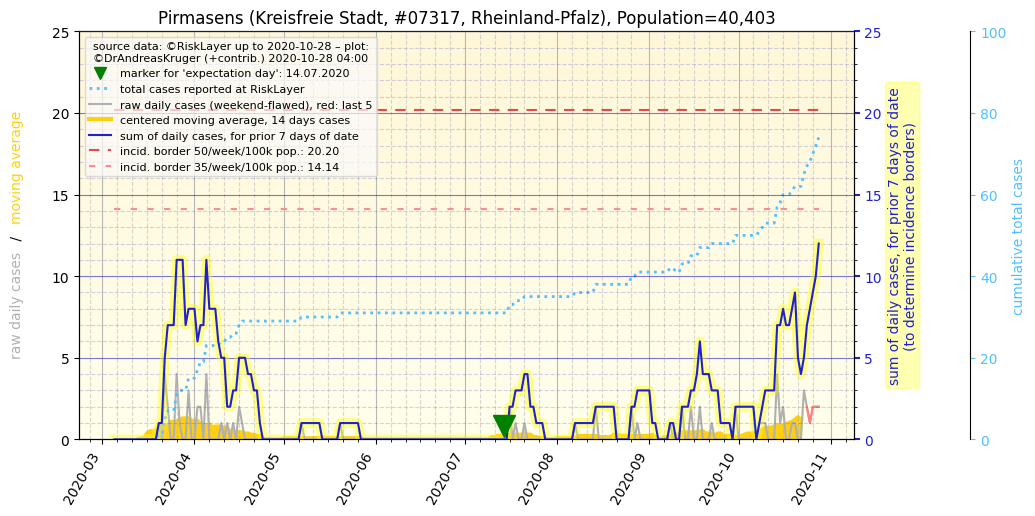 Pirmasens (Kreisfreie Stadt, #07317, Rheinland-Pfalz), Population=40,403
source data: ©RiskLayer up to 2020-10-28 – plot:
©DrAndreasKruger (+contrib.) 2020-10-28 04:00
marker for 'expectation day': 14.07.2020
total cases reported at RiskLayer
raw daily cases (weekend-flawed), red: last 5
centered moving average, 14 days cases
sum of daily cases, for prior 7 days of date
incid. border 50/week/100k pop.: 20.20
incid. border 35/week/100k pop.: 14.14
raw daily cases / moving average
25
20
15
10
5
0
2020-03
2020-04
2020-05
2020-06
2020-07
2020-08
2020-09
2020-10
2020-11
25
20
15
10
5
0
sum of daily cases, for prior 7 days of date
(to determine incidence borders)
100
80
60
40
20
0
cumulative total cases